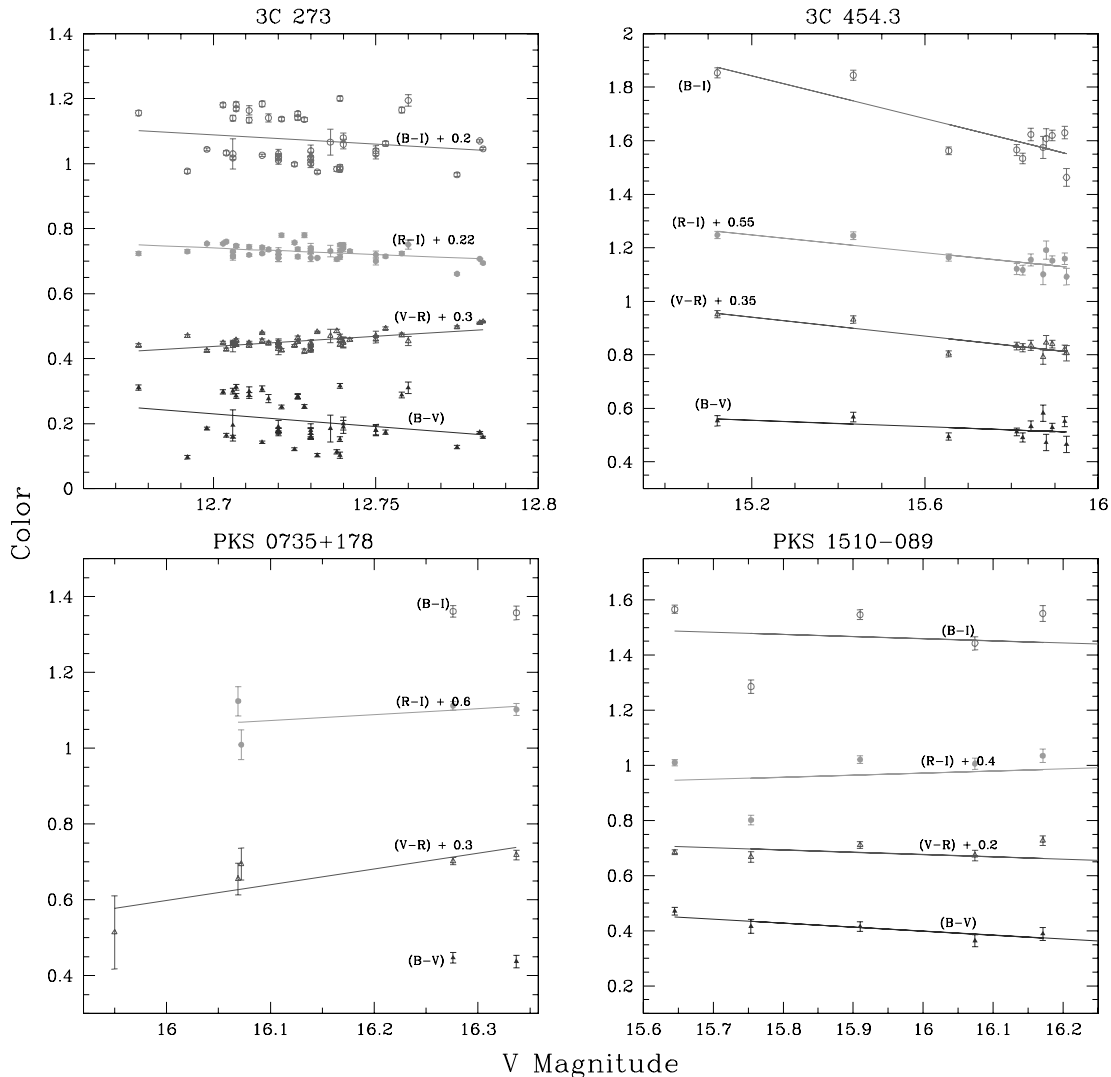 3C 273
1.4
1.2
1
0.8
0.6
0.4
0.2
0
(B-I) + 0.2
(R-I) + 0.22
(V-R) + 0.3
(B-V)
12.7 12.75 12.8
3C 454.3
2
1.8
1.6
1.4
1.2
1
0.8
0.6
0.4
(B-I)
(R-I) + 0.55
(V-R) + 0.35
(B-V)
15.2 15.4 15.6 15.8 16
Color
PKS 0735+178
1.4
1.2
1
0.8
0.6
0.4
(B-I)
(R-I) + 0.6
(V-R) + 0.3
(B-V)
16 16.1 16.2 16.3
PKS 1510-089
1.6
1.4
1.2
1
0.8
0.6
0.4
0.2
(B-I)
(R-I) + 0.4
(V-R) + 0.2
(B-V)
15.6 15.7 15.8 15.9 16 16.1 16.2
V Magnitude